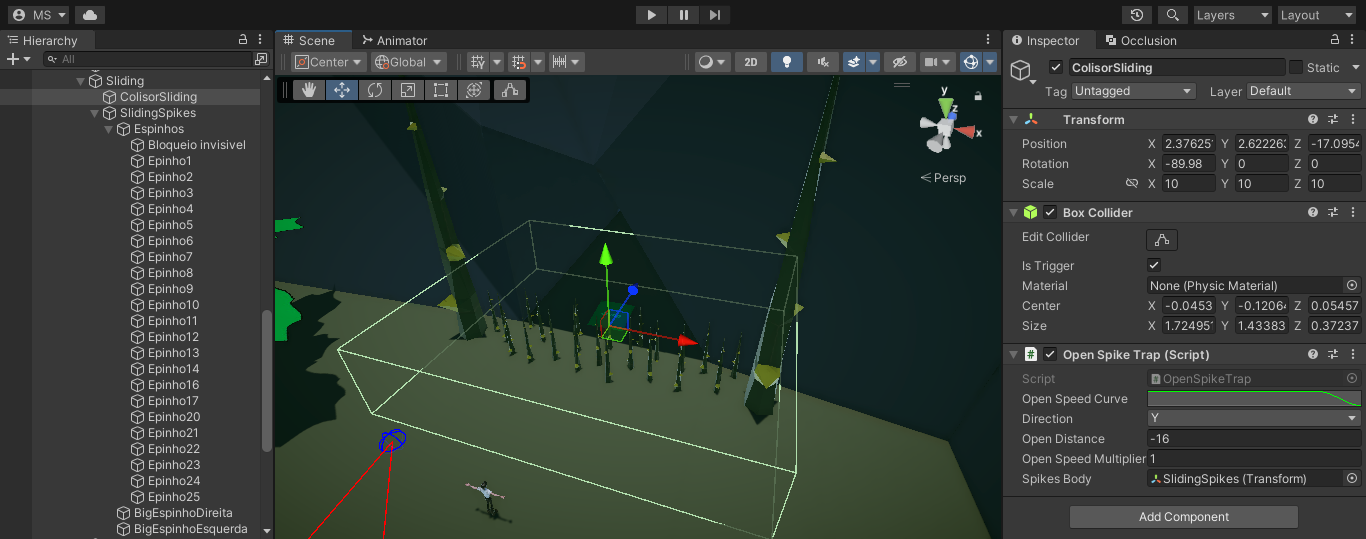 MS
Layers
Layout
Hierarchy
All
Sliding
ColisorSliding
SlidingSpikes
Espinhos
Bloqueio invisivel
Epinho1
Epinho2
Epinho3
Epinho4
Epinho5
Epinho6
Epinho7
Epinho8
Epinho9
Epinho10
Epinho11
Epinho12
Epinho13
Epinho14
Epinho16
Epinho17
Epinho20
Epinho21
Epinho22
Epinho23
Epinho24
Epinho25
BigEspinhoDireita
BigEspinhoEsquerda
Scene Animator
Center Global 2D
y
z
x
Persp
Inspector Occlusion
ColisorSliding Static
Tag Untagged Layer Default
Transform
Position X 2.37625 Y 2.62226 Z -17.0954
Rotation X -89.98 Y 0 Z 0
Scale X 10 Y 10 Z 10
Box Collider
Edit Collider
Is Trigger
Material None (Physic Material)
Center X -0.0453 Y -0.12064 Z 0.05457
Size X 1.72495 Y 1.43383 Z 0.37237
Open Spike Trap (Script)
Script # OpenSpikeTrap
Open Speed Curve
Direction Y
Open Distance -16
Open Speed Multiplier 1
Spikes Body SlidingSpikes (Transform)
Add Component